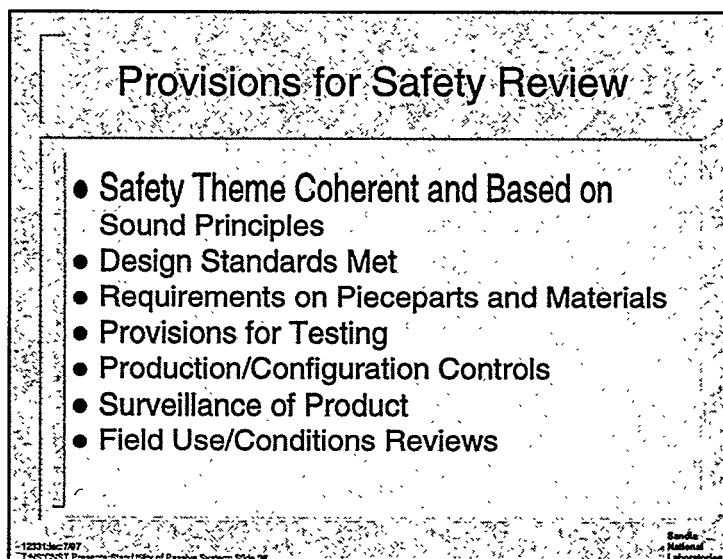 Provisions for Safety Review
● Safety Theme Coherent and Based on
Sound Principles
● Design Standards Met
● Requirements on Pieceparts and Materials
● Provisions for Testing
● Production/Configuration Controls
● Surveillance of Product
● Field Use/Conditions Reviews
Sandia
National
Laboratories